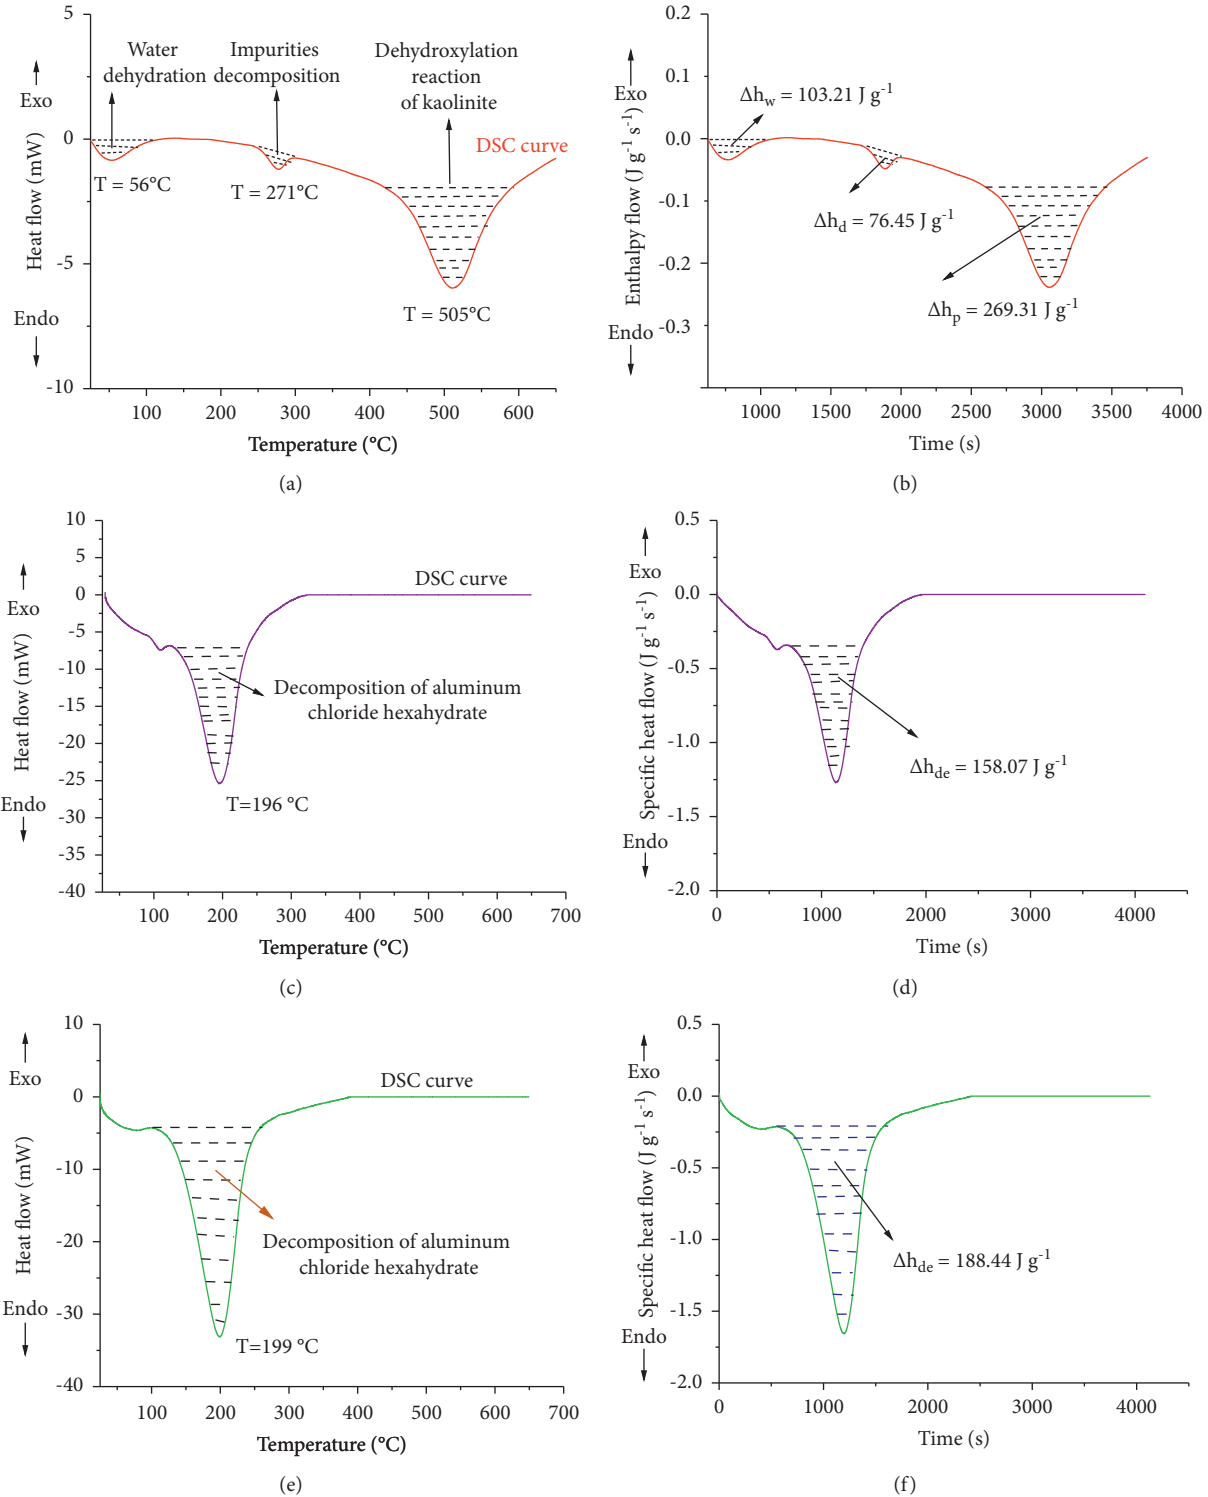 5
0
-5
-10
Exo
Heat flow (mW)
Endo
Water
dehydration
Impurities
decomposition
Dehydroxylation
reaction
of kaolinite
DSC curve
T = 56°C
T = 271°C
T = 505°C
100 200 300 400 500 600
Temperature (°C)
(a)
0.2
0.1
0.0
-0.1
-0.2
-0.3
Exo
Enthalpy flow (J g-1 s-1)
Endo
Δhw = 103.21 J g-1
Δhd = 76.45 J g-1
Δhp = 269.31 J g-1
1000 1500 2000 2500 3000 3500 4000
Time (s)
(b)
10
5
0
-5
-10
-15
-20
-25
-30
-35
-40
Exo
Heat flow (mW)
Endo
DSC curve
Decomposition of aluminum
chloride hexahydrate
T=196 °C
100 200 300 400 500 600 700
Temperature (°C)
(c)
0.5
0.0
-0.5
-1.0
-1.5
-2.0
Exo
Specific heat flow (J g-1 s-1)
Endo
Δhde = 158.07 J g-1
0 1000 2000 3000 4000
Time (s)
(d)
10
0
-10
-20
-30
-40
Exo
Heat flow (mW)
Endo
DSC curve
Decomposition of aluminum
chloride hexahydrate
T=199 °C
100 200 300 400 500 600 700
Temperature (°C)
(e)
0.5
0.0
-0.5
-1.0
-1.5
-2.0
Exo
Specific heat flow (J g-1 s-1)
Endo
Δhde = 188.44 J g-1
0 1000 2000 3000 4000
Time (s)
(f)